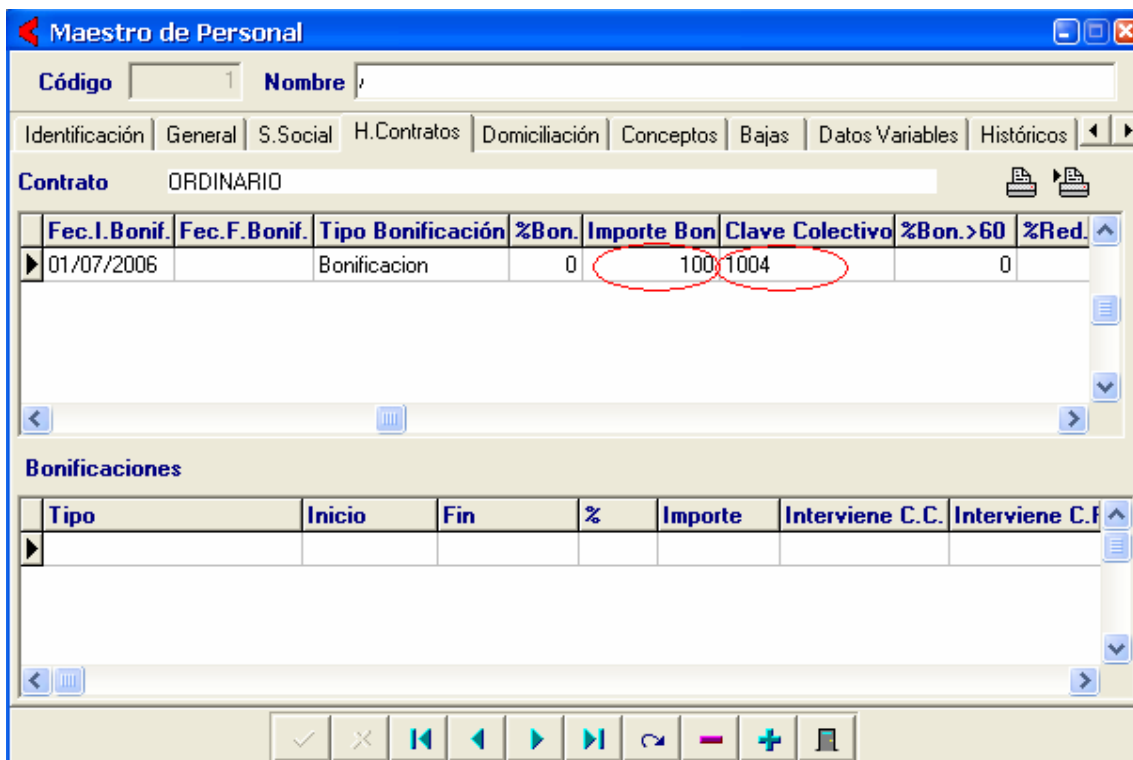 Maestro de Personal
Código 1 Nombre
Identificación General S.Social H.Contratos Domiciliación Conceptos Bajas Datos Variables Históricos
Contrato ORDINARIO
Fec.I.Bonif. Fec.F.Bonif. Tipo Bonificación %Bon. Importe Bon Clave Colectivo %Bon.>60 %Red.
01/07/2006 Bonificacion 0 100 1004 0
Bonificaciones
Tipo Inicio Fin % Importe Interviene C.C. Interviene C.F